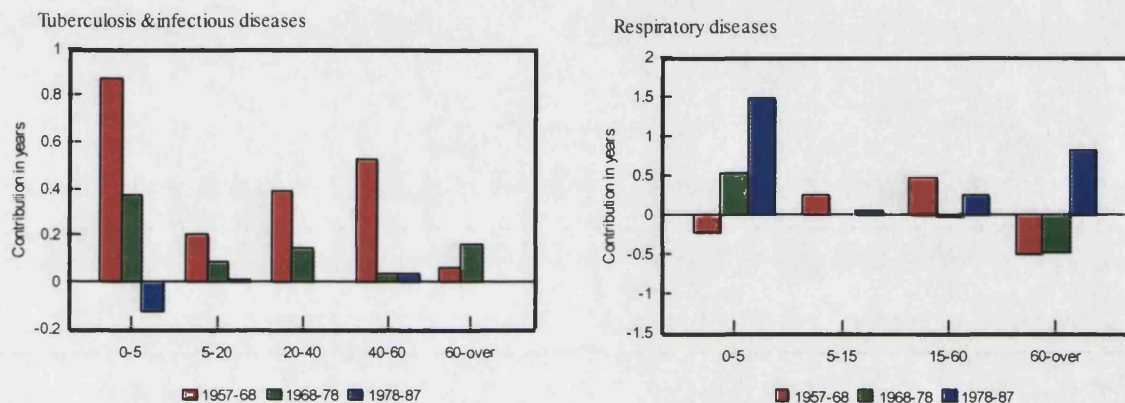 Tuberculosis & infectious diseases
Contribution in years
1
0.8
0.6
0.4
0.2
0
-0.2
0-5 5-20 20-40 40-60 60-over
1957-68 1968-78 1978-87
Respiratory diseases
Contribution in years
2
1.5
1
0.5
0
-0.5
-1
-1.5
0-5 5-15 15-60 60-over
1957-68 1968-78 1978-87